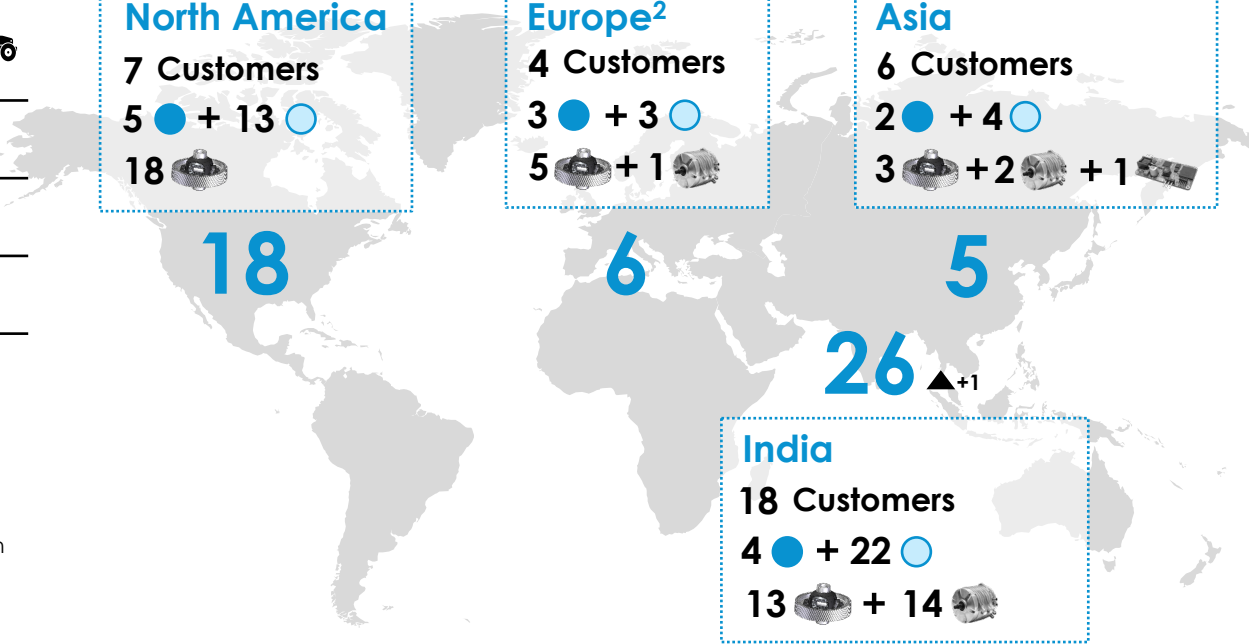 North America
7 Customers
5 + 13
18
18
Europe²
4 Customers
3 + 3
5 + 1
6
Asia
6 Customers
2 + 4
3 + 2 + 1
5
26 ▲+1
India
18 Customers
4 + 22
13 + 14